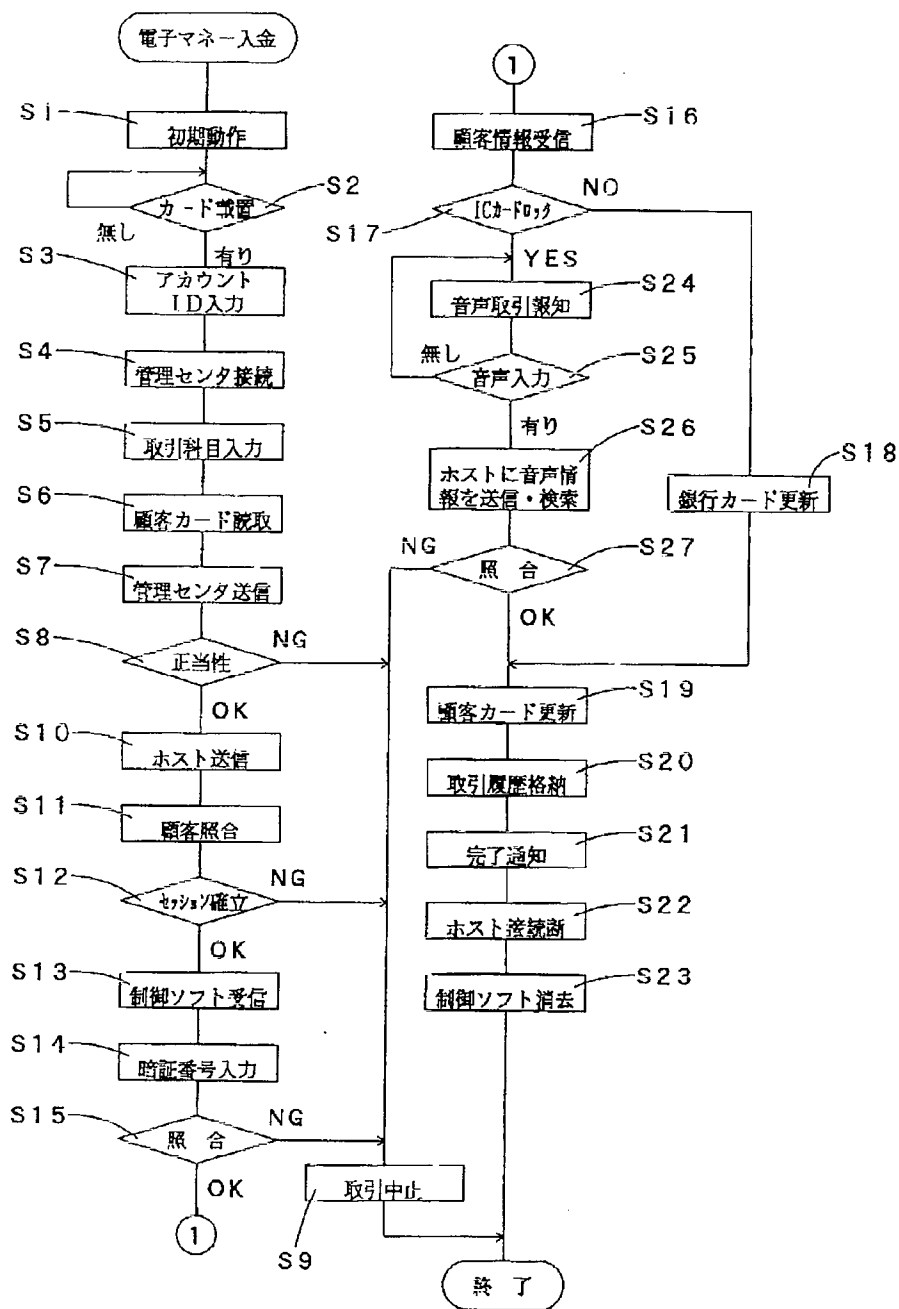 電子マネー入金
S1
初期動作
S2
カード載置
無し
有り
S3
アカウント
ID入力
S4
管理センタ接続
S5
取引科目入力
S6
顧客カード読取
S7
管理センタ送信
S8
正当性
NG
OK
S10
ホスト送信
S11
顧客照合
S12
セッション確立
NG
OK
S13
制御ソフト受信
S14
暗証番号入力
S15
照 合
NG
OK
1
S9
取引中止
1
S16
顧客情報受信
S17
ICカードロック
NO
YES
S24
音声取引報知
S25
音声入力
無し
有り
S26
ホストに音声情
報を送信・検索
S18
銀行カード更新
S27
照 合
NG
OK
S19
顧客カード更新
S20
取引履歴格納
S21
完了通知
S22
ホスト接続断
S23
制御ソフト消去
終 了